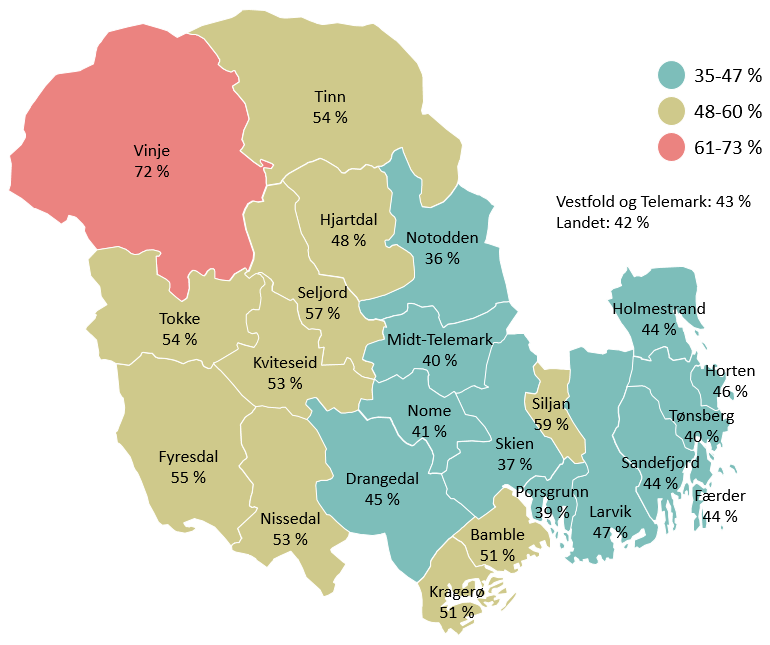 Tinn
54 %
Vinje
72 %
35-47 %
48-60 %
61-73 %
Vestfold og Telemark: 43 %
Landet: 42 %
Hjartdal
48 %
Notodden
36 %
Seljord
57 %
Tokke
54 %
Holmestrand
44 %
Midt-Telemark
40 %
Kviteseid
53 %
Horten
46 %
Siljan
59 %
Nome
41 %
Tønsberg
40 %
Skien
37 %
Fyresdal
55 %
Sandefjord
44 %
Drangedal
45 %
Porsgrunn
39 %
Færder
44 %
Larvik
47 %
Nissedal
53 %
Bamble
51 %
Kragerø
51 %